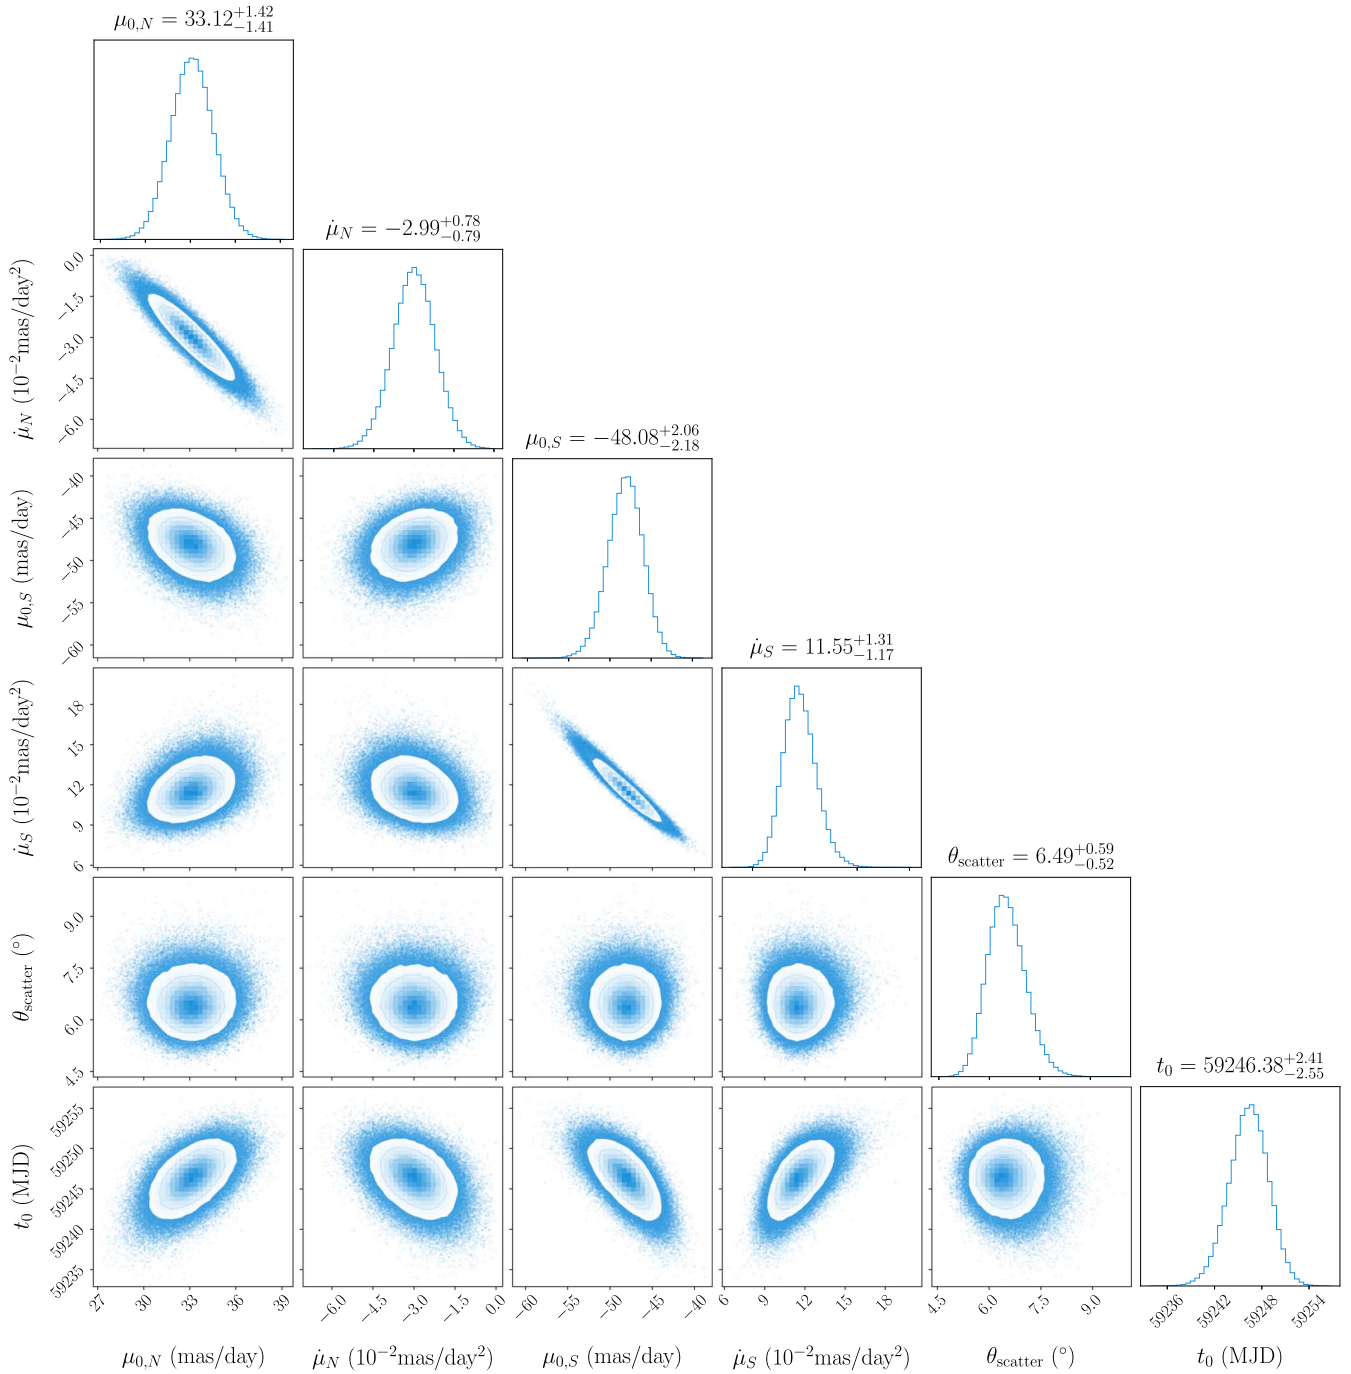 μ₀,N = 33.12 +1.42 −1.41
μ̇_N = −2.99 +0.78 −0.79
μ₀,S = −48.08 +2.06 −2.18
μ̇_S = 11.55 +1.31 −1.17
θscatter = 6.49 +0.59 −0.52
t₀ = 59246.38 +2.41 −2.55
μ̇_N (10⁻²mas/day²)
0.0
−1.5
−3.0
−4.5
−6.0
μ₀,S (mas/day)
−40
−45
−50
−55
−60
μ̇_S (10⁻²mas/day²)
18
15
12
9
6
θscatter (°)
9.0
7.5
6.0
4.5
t₀ (MJD)
59255
59250
59245
59240
59235
27 30 33 36 39
−6.0 −4.5 −3.0 −1.5 0.0
−60 −55 −50 −45 −40
6 9 12 15 18
4.5 6.0 7.5 9.0
59236 59242 59248 59254
μ₀,N (mas/day)
μ̇_N (10⁻²mas/day²)
μ₀,S (mas/day)
μ̇_S (10⁻²mas/day²)
θscatter (°)
t₀ (MJD)